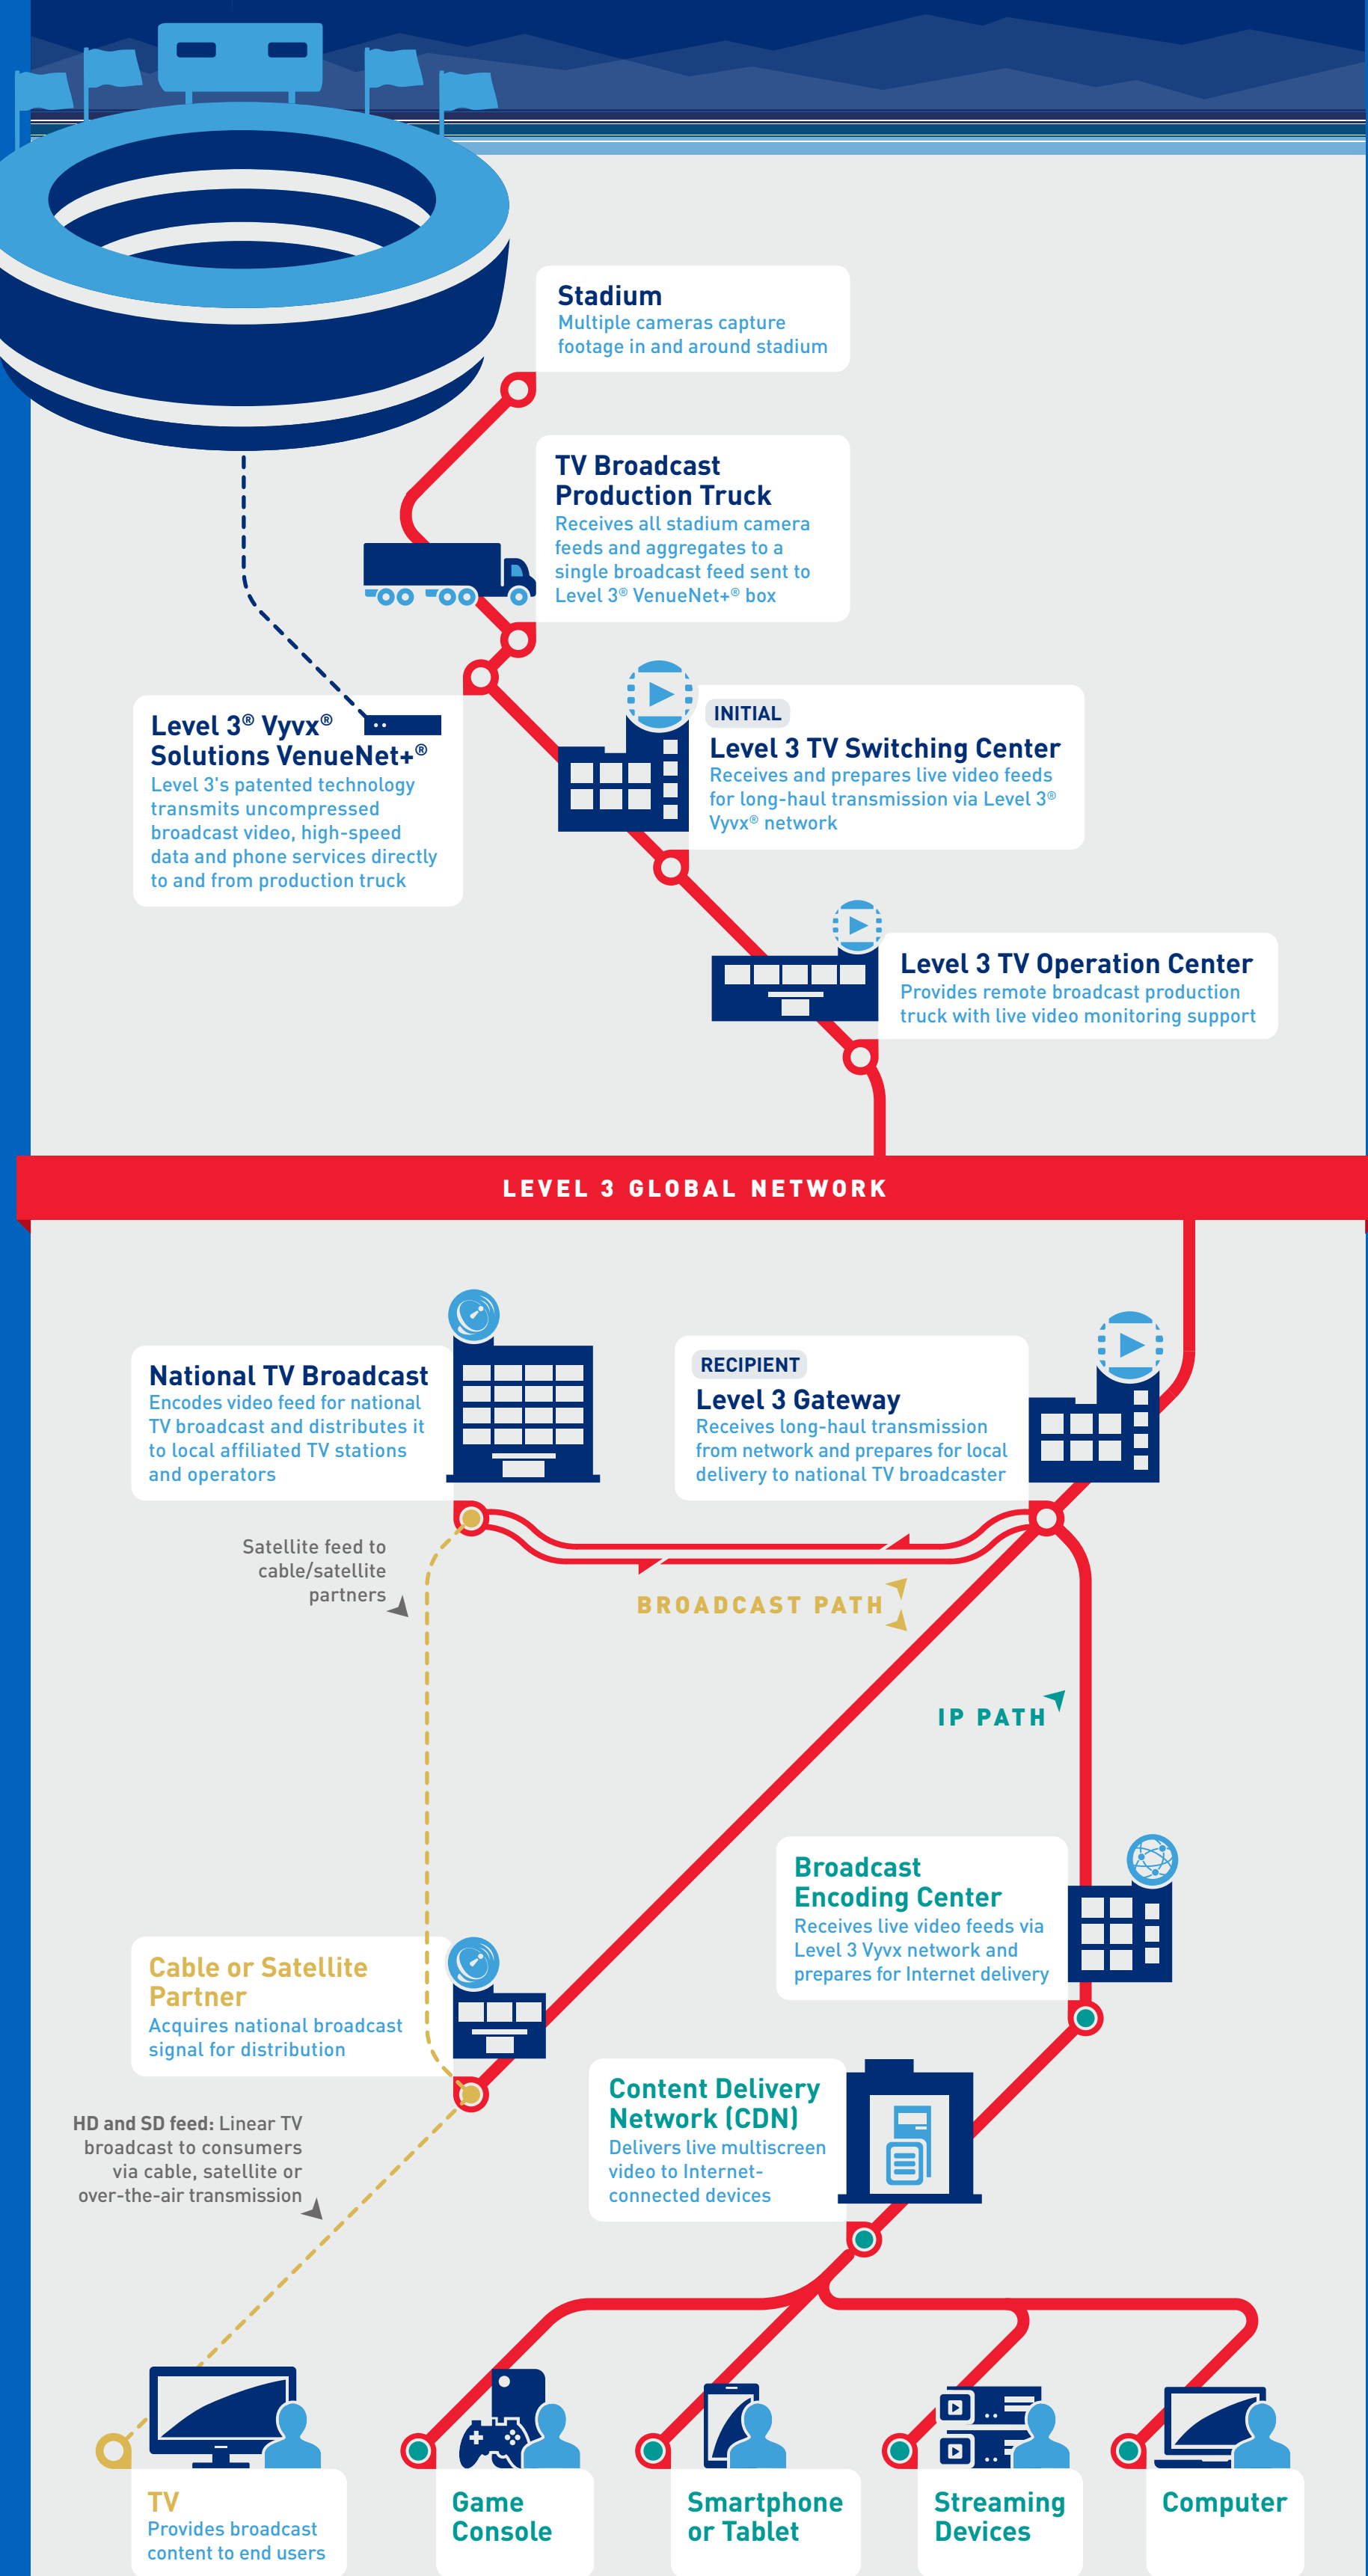 Stadium
Multiple cameras capture
footage in and around stadium
TV Broadcast
Production Truck
Receives all stadium camera
feeds and aggregates to a
single broadcast feed sent to
Level 3® VenueNet+® box
Level 3® Vyvx®
Solutions VenueNet+®
Level 3's patented technology
transmits uncompressed
broadcast video, high-speed
data and phone services directly
to and from production truck
INITIAL
Level 3 TV Switching Center
Receives and prepares live video feeds
for long-haul transmission via Level 3®
Vyvx® network
Level 3 TV Operation Center
Provides remote broadcast production
truck with live video monitoring support
LEVEL 3 GLOBAL NETWORK
National TV Broadcast
Encodes video feed for national
TV broadcast and distributes it
to local affiliated TV stations
and operators
RECIPIENT
Level 3 Gateway
Receives long-haul transmission
from network and prepares for local
delivery to national TV broadcaster
Satellite feed to
cable/satellite
partners
BROADCAST PATH
IP PATH
Broadcast
Encoding Center
Receives live video feeds via
Level 3 Vyvx network and
prepares for Internet delivery
Cable or Satellite
Partner
Acquires national broadcast
signal for distribution
Content Delivery
Network (CDN)
Delivers live multiscreen
video to Internet-
connected devices
HD and SD feed: Linear TV
broadcast to consumers
via cable, satellite or
over-the-air transmission
TV
Provides broadcast
content to end users
Game
Console
Smartphone
or Tablet
Streaming
Devices
Computer